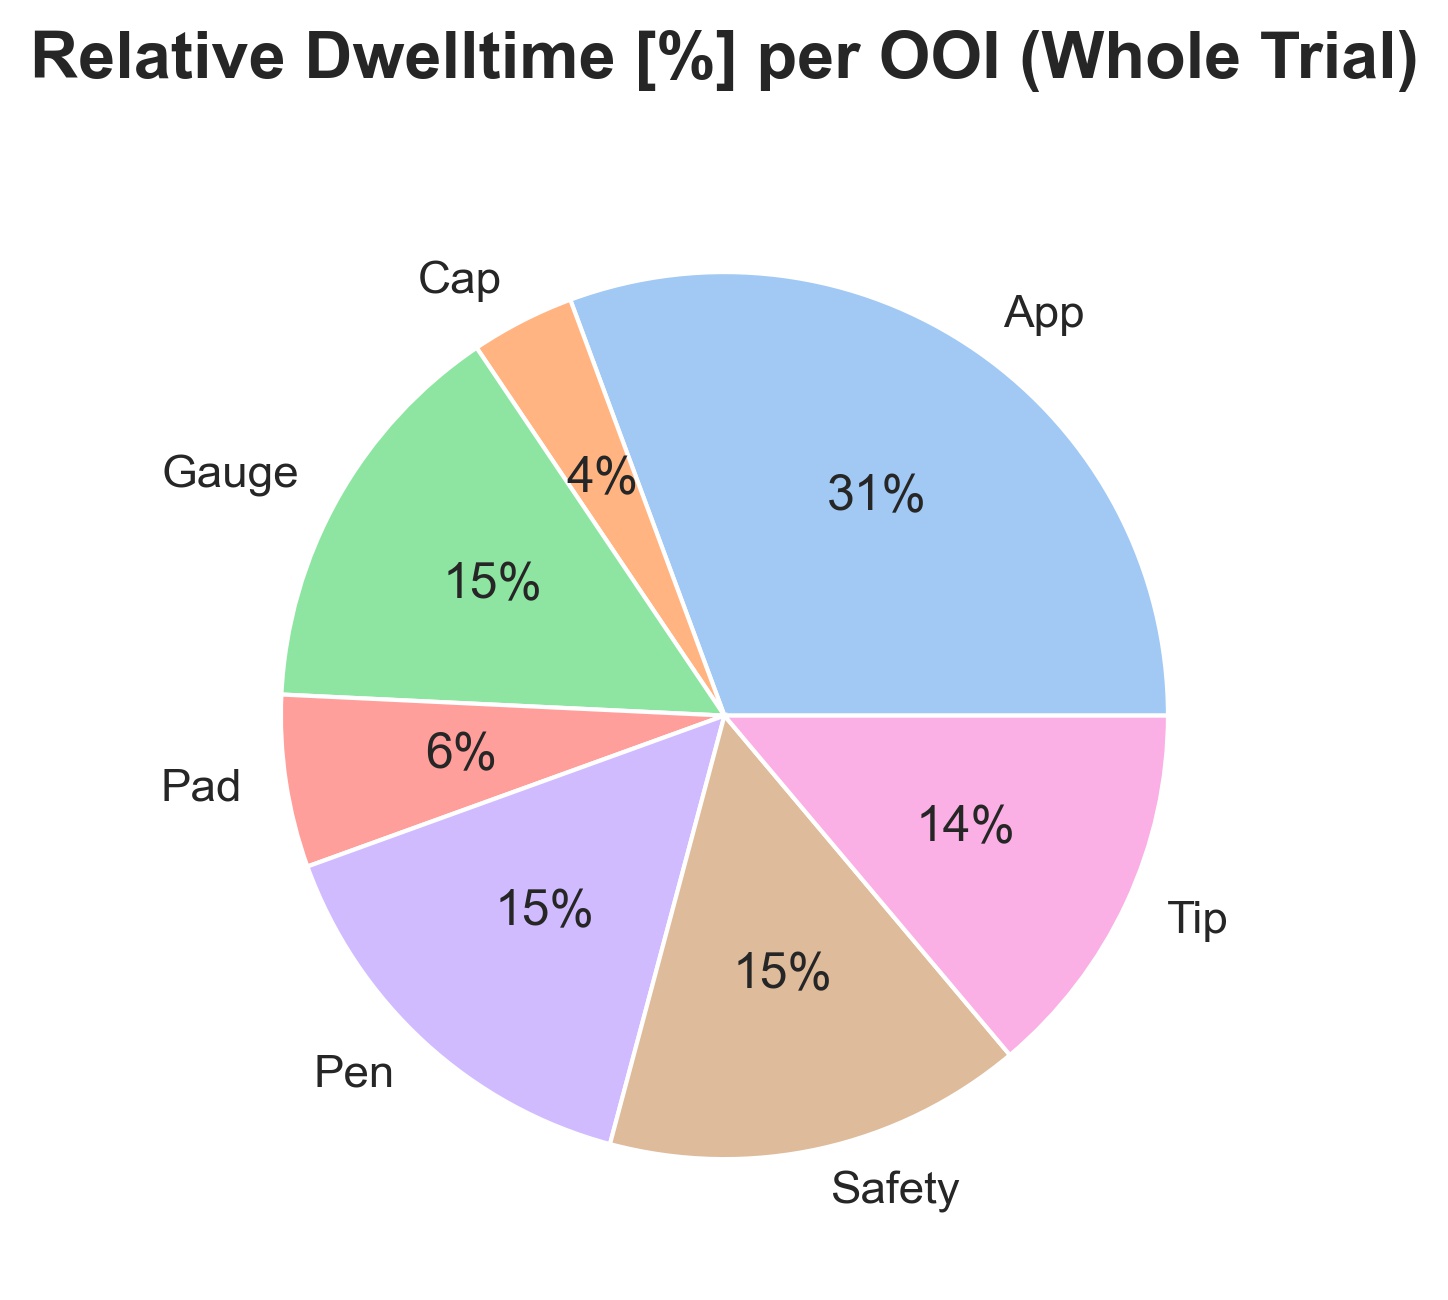 Relative Dwelltime [%] per OOI (Whole Trial)
Cap
App
Gauge
4%
31%
15%
6%
Pad
14%
15%
Tip
15%
Pen
Safety